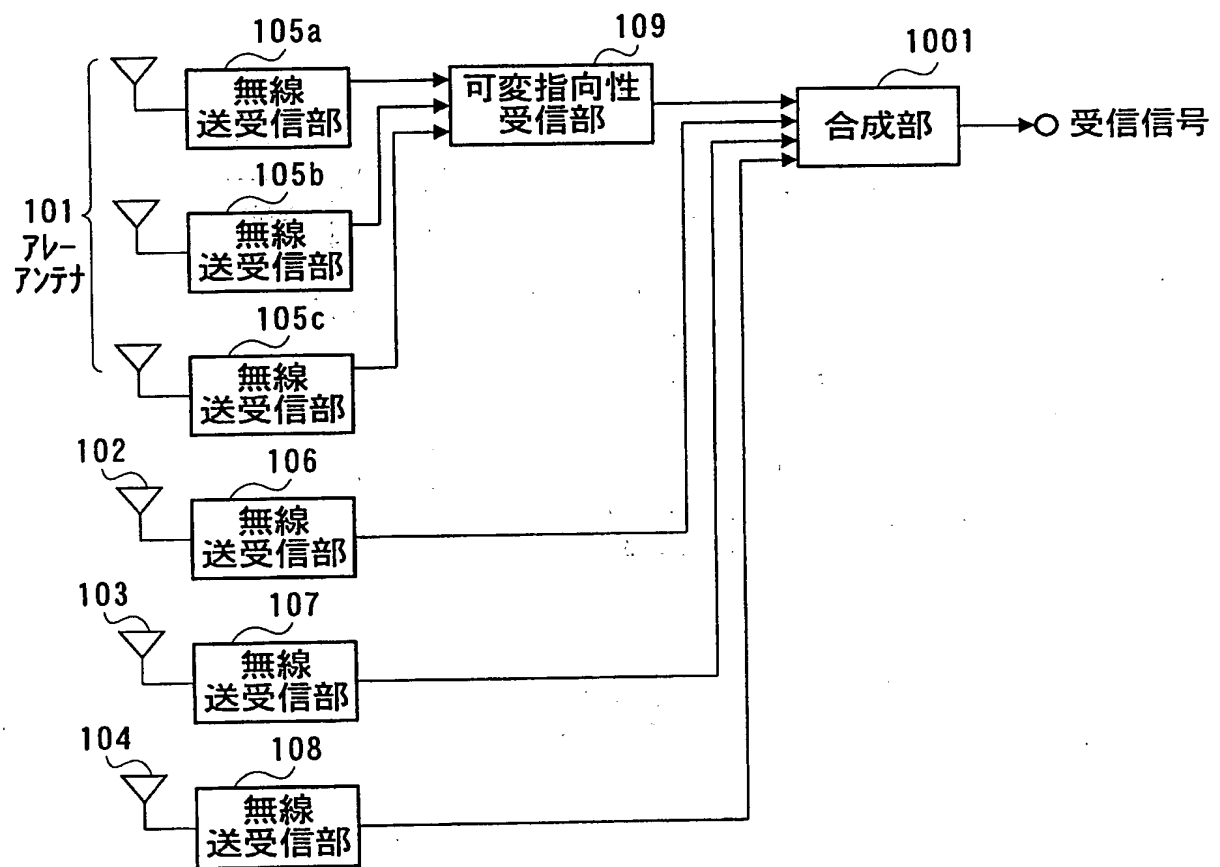 105a
無線
送受信部
109
可変指向性
受信部
1001
合成部
受信信号
101
アレー
アンテナ
105b
無線
送受信部
105c
無線
送受信部
102
106
無線
送受信部
103
107
無線
送受信部
104
108
無線
送受信部